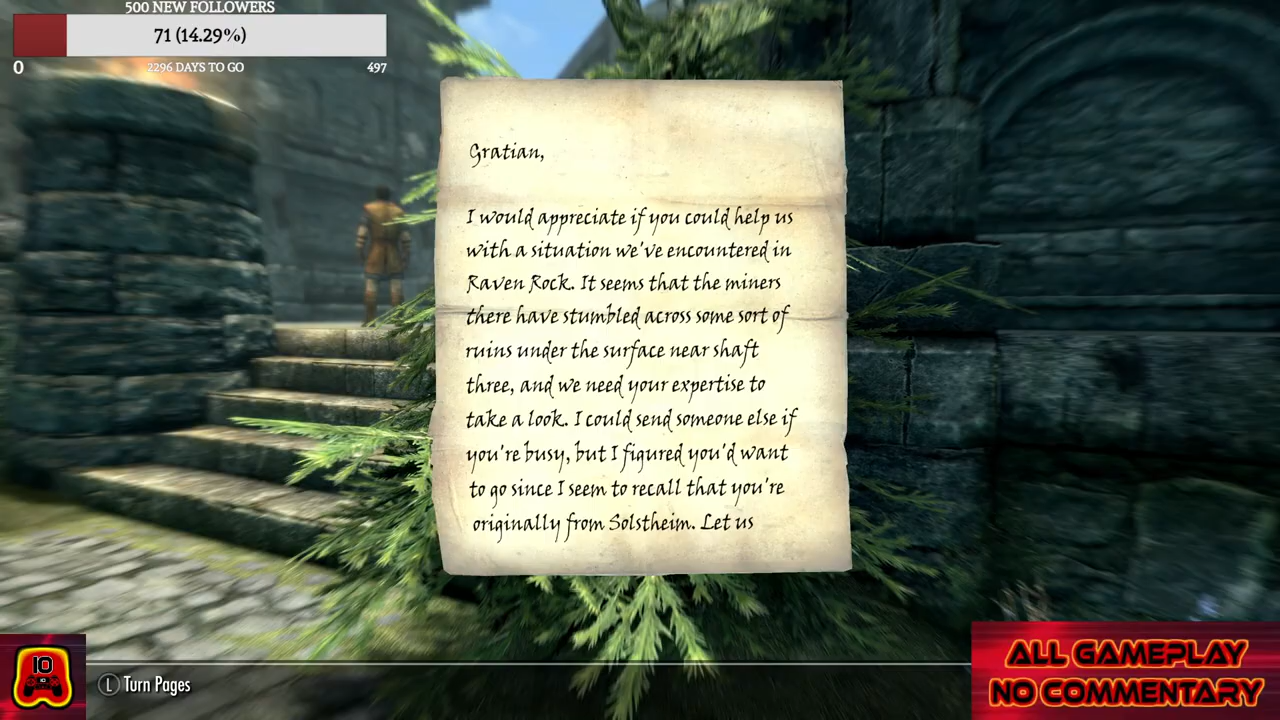 500 NEW FOLLOWERS
71 (14.29%)
0
2296 DAYS TO GO
497
Gratian,
I would appreciate if you could help us
with a situation we've encountered in
Raven Rock. It seems that the miners
there have stumbled across some sort of
ruins under the surface near shaft
three, and we need your expertise to
take a look. I could send someone else if
you're busy, but I figured you'd want
to go since I seem to recall that you're
originally from Solstheim. Let us
IO
L Turn Pages
ALL GAMEPLAY
NO COMMENTARY